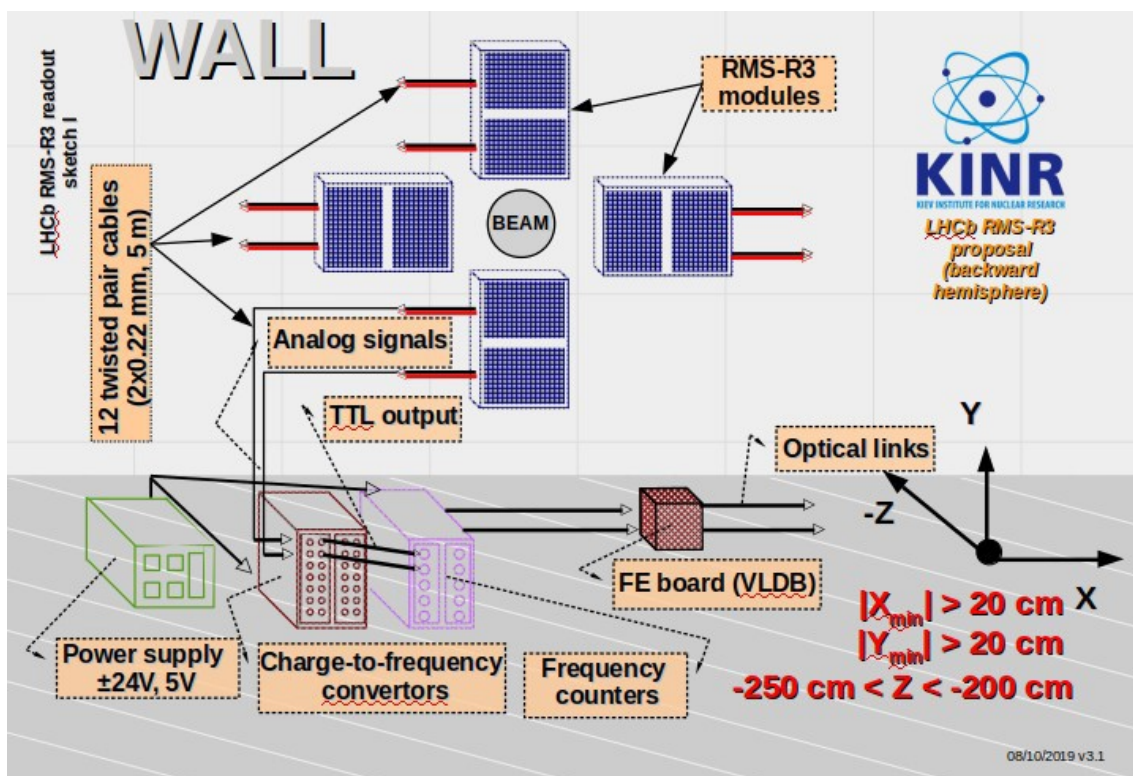 WALL
LHCb RMS-R3 readout
sketch I
12 twisted pair cables
(2x0.22 mm, 5 m)
RMS-R3
modules
BEAM
KINR
KIEV INSTITUTE FOR NUCLEAR RESEARCH
LHCb RMS-R3
proposal
(backward
hemisphere)
Analog signals
TTL output
Optical links
Y
-Z
X
FE board (VLDB)
|Xmin| > 20 cm
|Ymin| > 20 cm
-250 cm < Z < -200 cm
Power supply
±24V, 5V
Charge-to-frequency
convertors
Frequency
counters
08/10/2019 v3.1